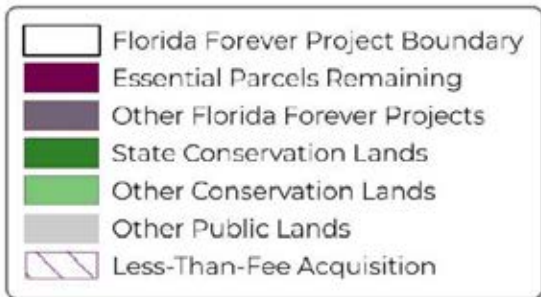 Florida Forever Project Boundary
Essential Parcels Remaining
Other Florida Forever Projects
State Conservation Lands
Other Conservation Lands
Other Public Lands
Less-Than-Fee Acquisition